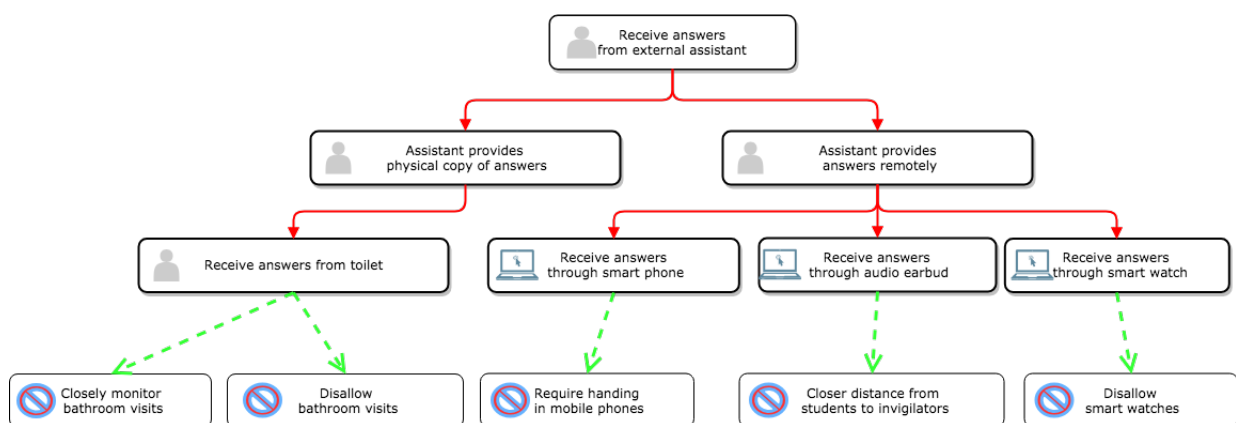 Receive answers
from external assistant
Assistant provides
physical copy of answers
Assistant provides
answers remotely
Receive answers from toilet
Receive answers
through smart phone
Receive answers
through audio earbud
Receive answers
through smart watch
Closely monitor
bathroom visits
Disallow
bathroom visits
Require handing
in mobile phones
Closer distance from
students to invigilators
Disallow
smart watches